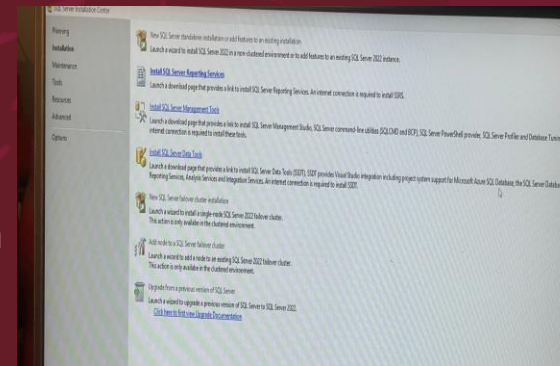 SQL Server Installation Center
Planning
Installation
Maintenance
Tools
Resources
Advanced
Options
New SQL Server standalone installation or add features to an existing installation
Launch a wizard to install SQL Server 2022 in a non-clustered environment or to add features to an existing SQL Server 2022 instance.
Install SQL Server Reporting Services
Launch a download page that provides a link to install SQL Server Reporting Services. An internet connection is required to install SSRS.
Install SQL Server Management Tools
Launch a download page that provides a link to install SQL Server Management Studio, SQL Server command-line utilities (SQLCMD and BCP), SQL Server PowerShell provider, SQL Server Profiler and Database Tuning
internet connection is required to install these tools.
Install SQL Server Data Tools
Launch a download page that provides a link to install SQL Server Data Tools (SSDT). SSDT provides Visual Studio integration including project system support for Microsoft Azure SQL Database, the SQL Server Database
Reporting Services, Analysis Services and Integration Services. An internet connection is required to install SSDT.
New SQL Server failover cluster installation
Launch a wizard to install a single-node SQL Server 2022 failover cluster.
This action is only available in the clustered environment.
Add node to a SQL Server failover cluster
Launch a wizard to add a node to an existing SQL Server 2022 failover cluster.
This action is only available in the clustered environment.
Upgrade from a previous version of SQL Server
Launch a wizard to upgrade a previous version of SQL Server to SQL Server 2022.
Click here to first view Upgrade Documentation